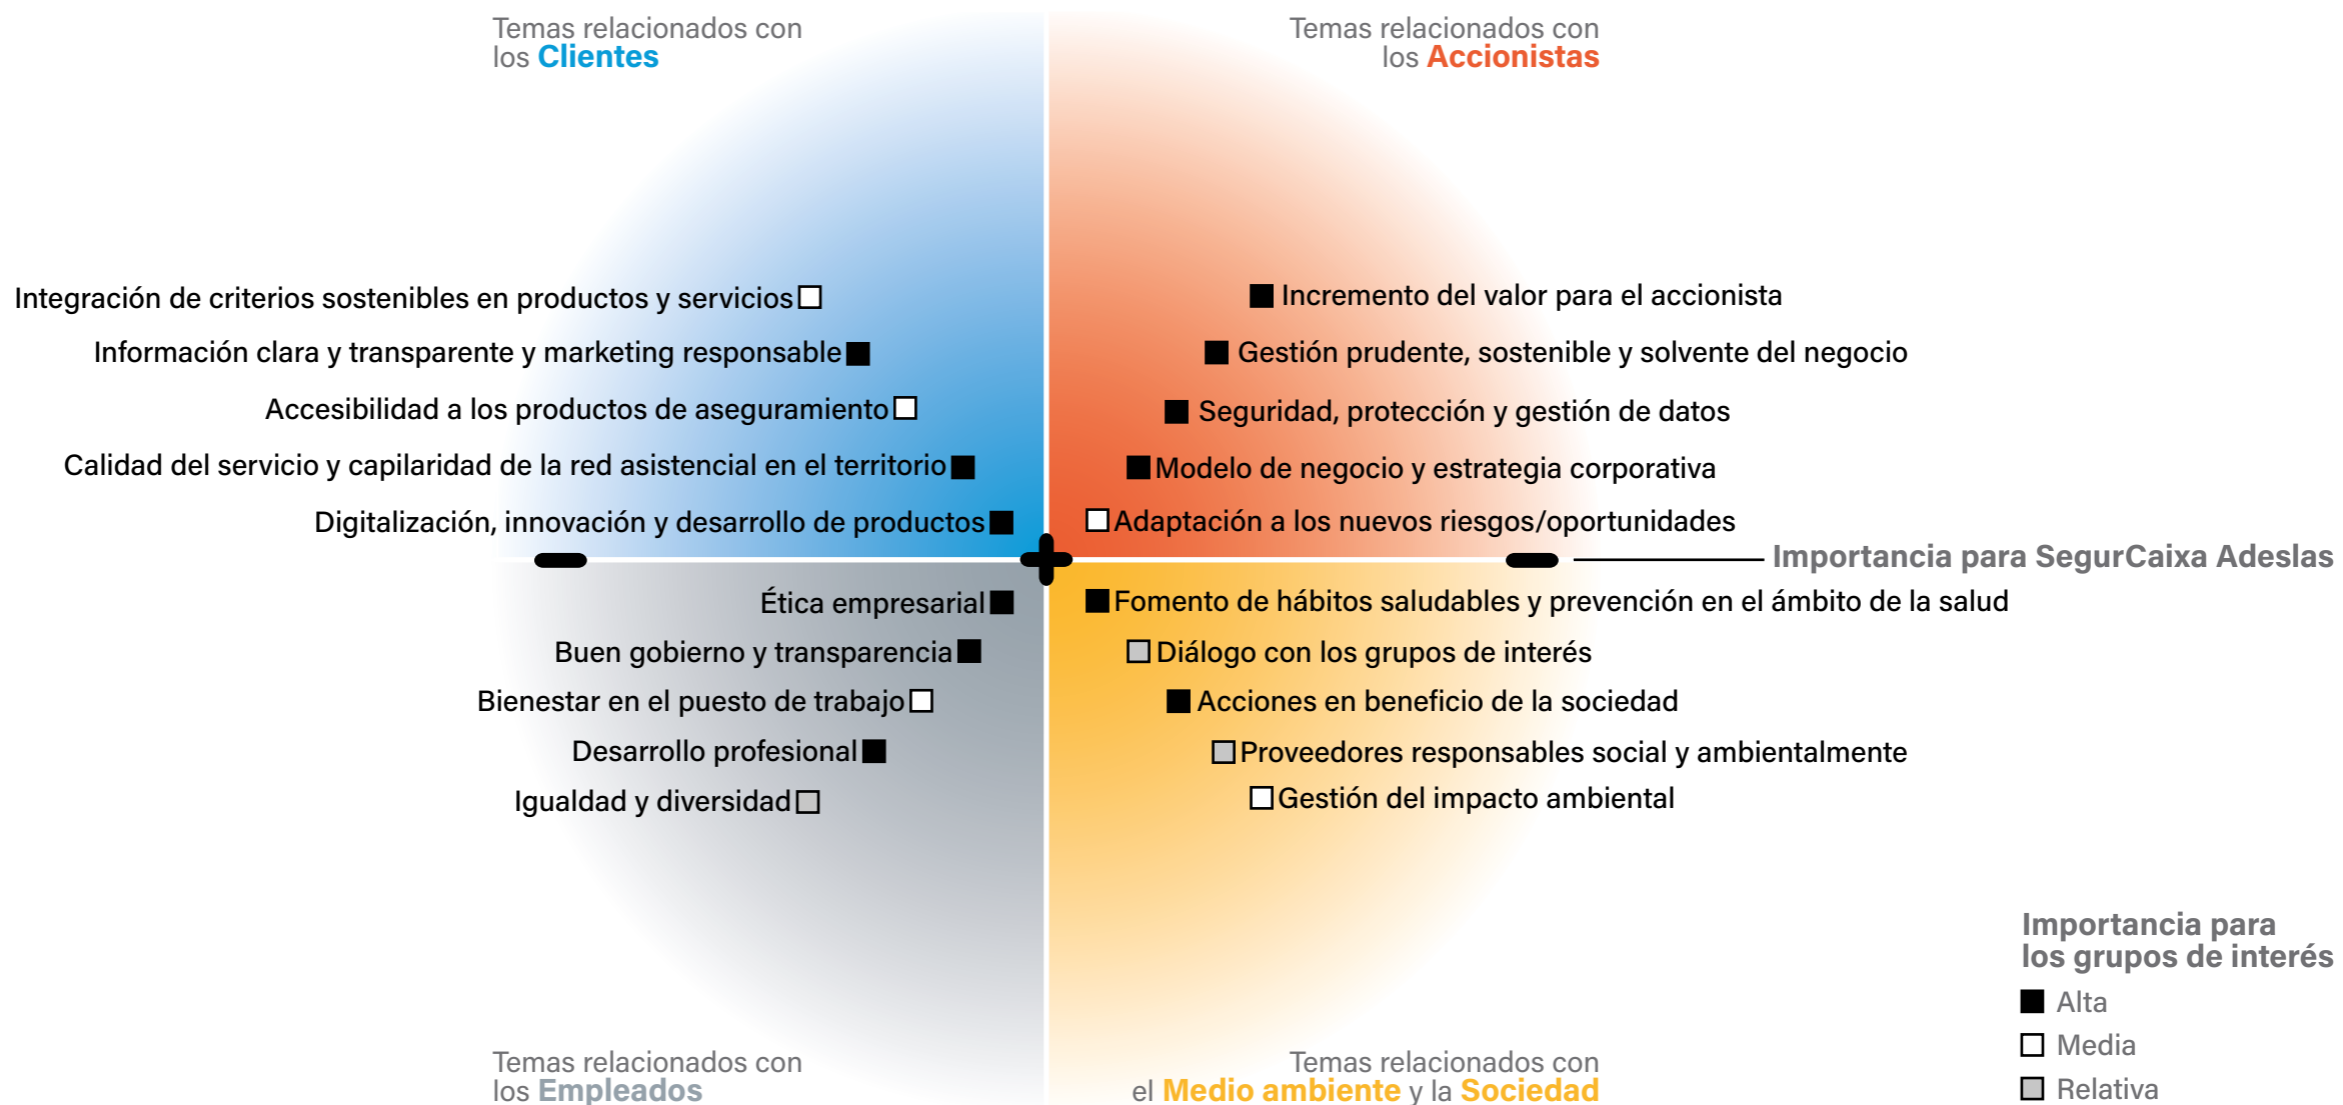 Temas relacionados con
los Clientes
Temas relacionados con
los Accionistas
Integración de criterios sostenibles en productos y servicios
Información clara y transparente y marketing responsable
Accesibilidad a los productos de aseguramiento
Calidad del servicio y capilaridad de la red asistencial en el territorio
Digitalización, innovación y desarrollo de productos
Incremento del valor para el accionista
Gestión prudente, sostenible y solvente del negocio
Seguridad, protección y gestión de datos
Modelo de negocio y estrategia corporativa
Adaptación a los nuevos riesgos/oportunidades
Importancia para SegurCaixa Adeslas
Ética empresarial
Buen gobierno y transparencia
Bienestar en el puesto de trabajo
Desarrollo profesional
Igualdad y diversidad
Fomento de hábitos saludables y prevención en el ámbito de la salud
Diálogo con los grupos de interés
Acciones en beneficio de la sociedad
Proveedores responsables social y ambientalmente
Gestión del impacto ambiental
Temas relacionados con
los Empleados
Temas relacionados con
el Medio ambiente y la Sociedad
Importancia para
los grupos de interés
Alta
Media
Relativa